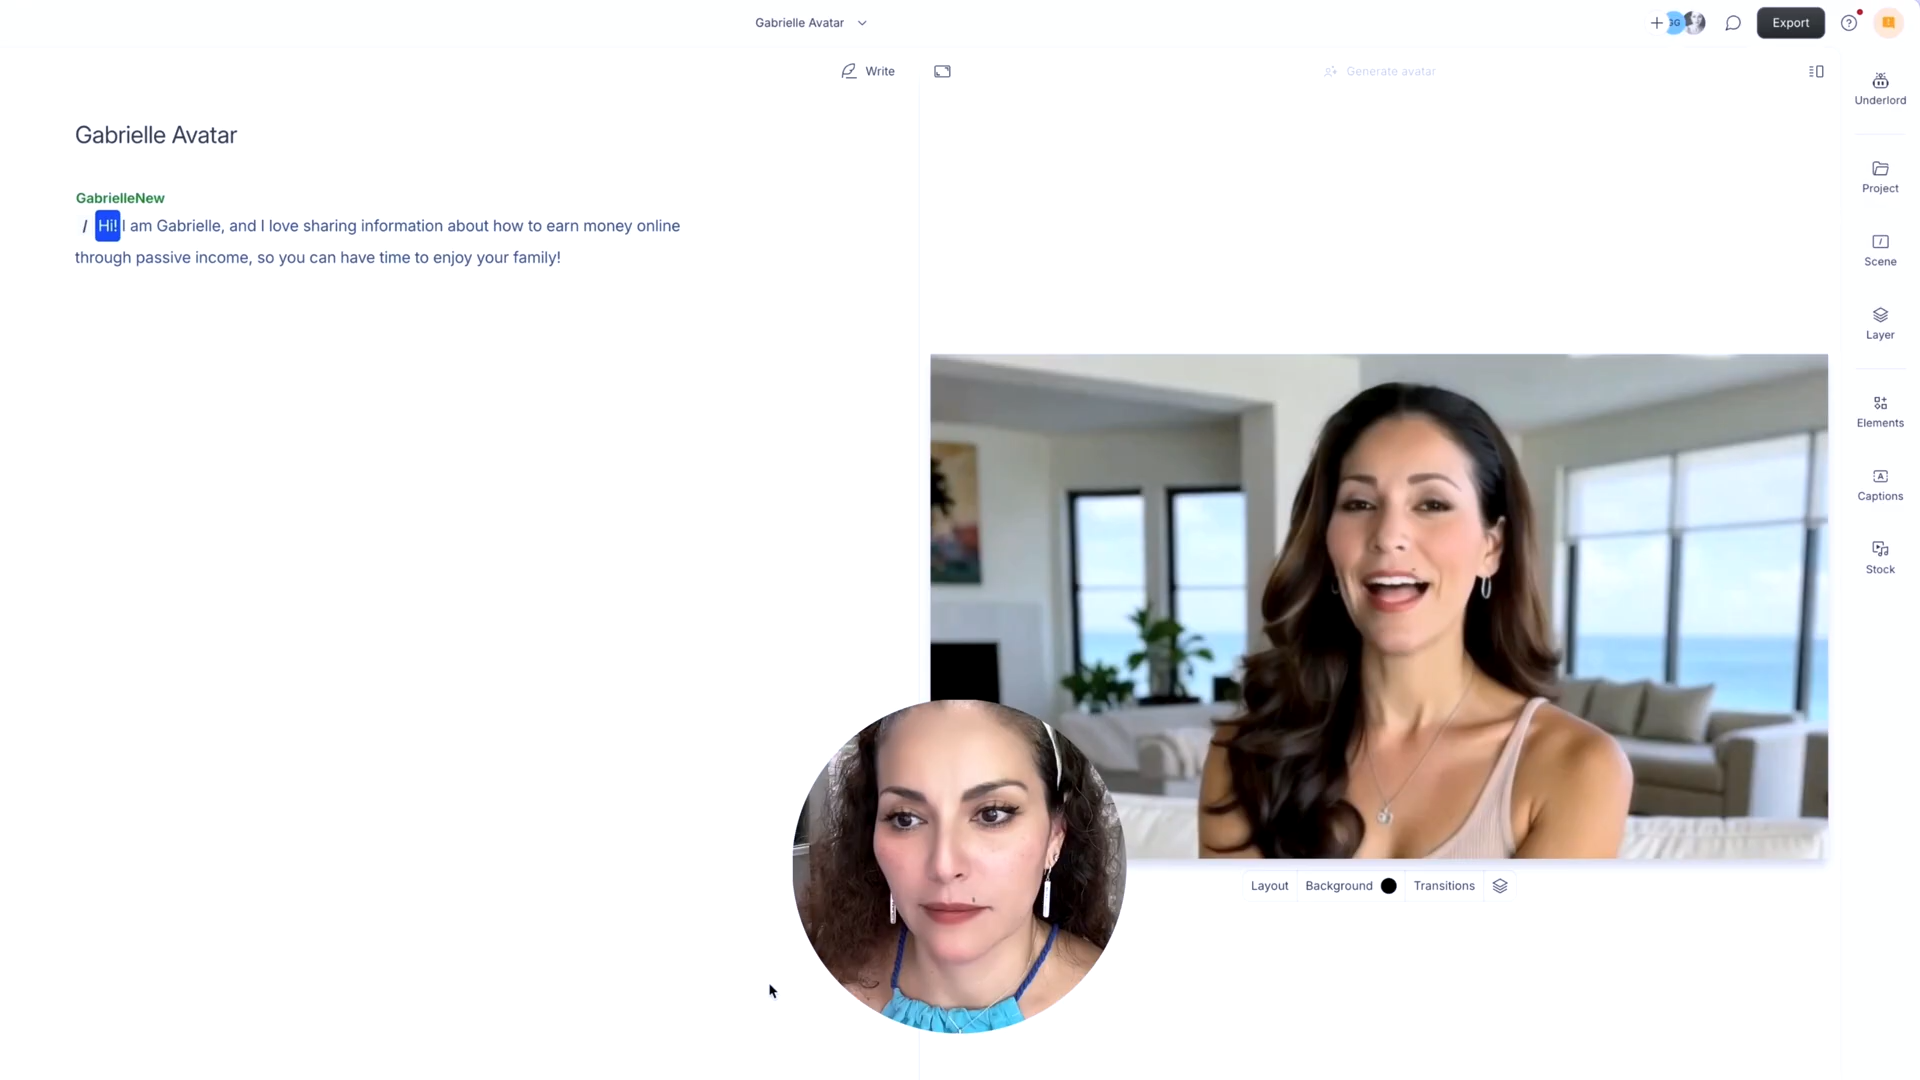 Gabrielle Avatar
GG
Export
Write
Generate avatar
Underlord
Gabrielle Avatar
Project
GabrielleNew
/ Hi! I am Gabrielle, and I love sharing information about how to earn money online
through passive income, so you can have time to enjoy your family!
Scene
Layer
Elements
Captions
Stock
Layout Background Transitions